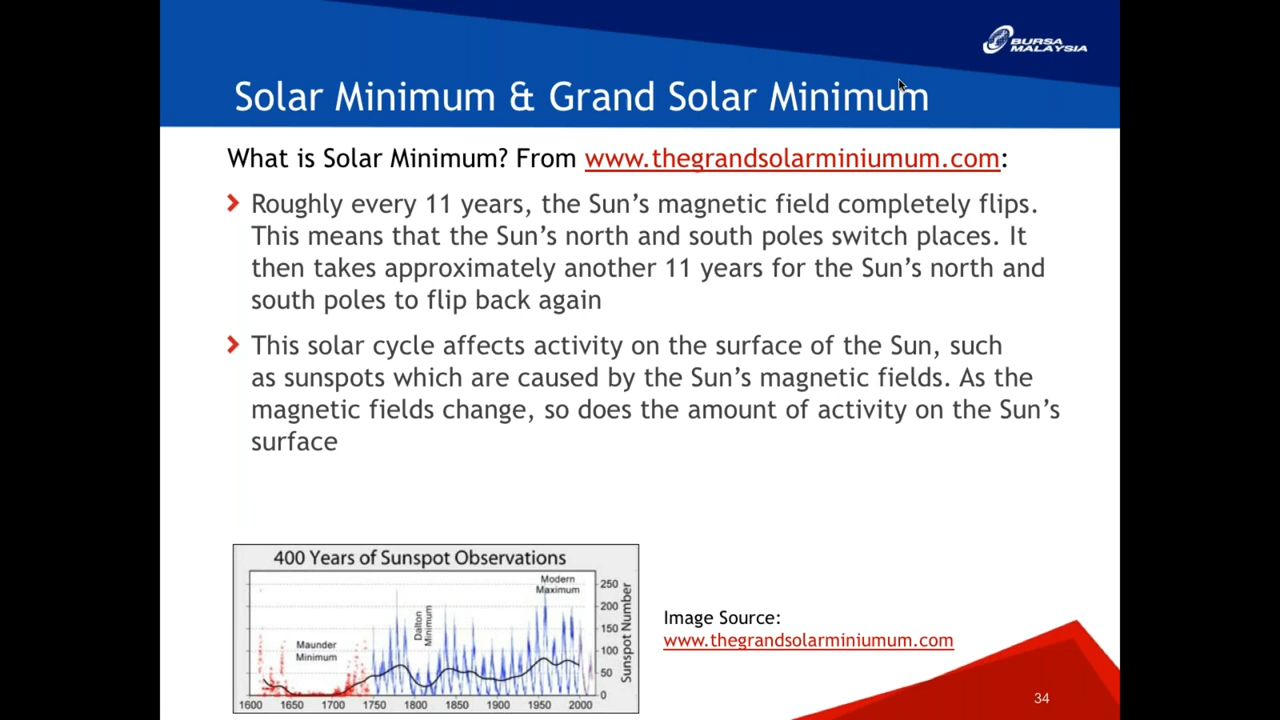 BURSA
MALAYSIA
Solar Minimum & Grand Solar Minimum
What is Solar Minimum? From www.thegrandsolarminiumum.com:
Roughly every 11 years, the Sun’s magnetic field completely flips.
This means that the Sun’s north and south poles switch places. It
then takes approximately another 11 years for the Sun’s north and
south poles to flip back again
This solar cycle affects activity on the surface of the Sun, such
as sunspots which are caused by the Sun’s magnetic fields. As the
magnetic fields change, so does the amount of activity on the Sun’s
surface
400 Years of Sunspot Observations
Modern
Maximum
Dalton
Minimum
Maunder
Minimum
250
200
150
100
50
0
Sunspot Number
1600 1650 1700 1750 1800 1850 1900 1950 2000
Image Source:
www.thegrandsolarminiumum.com
34